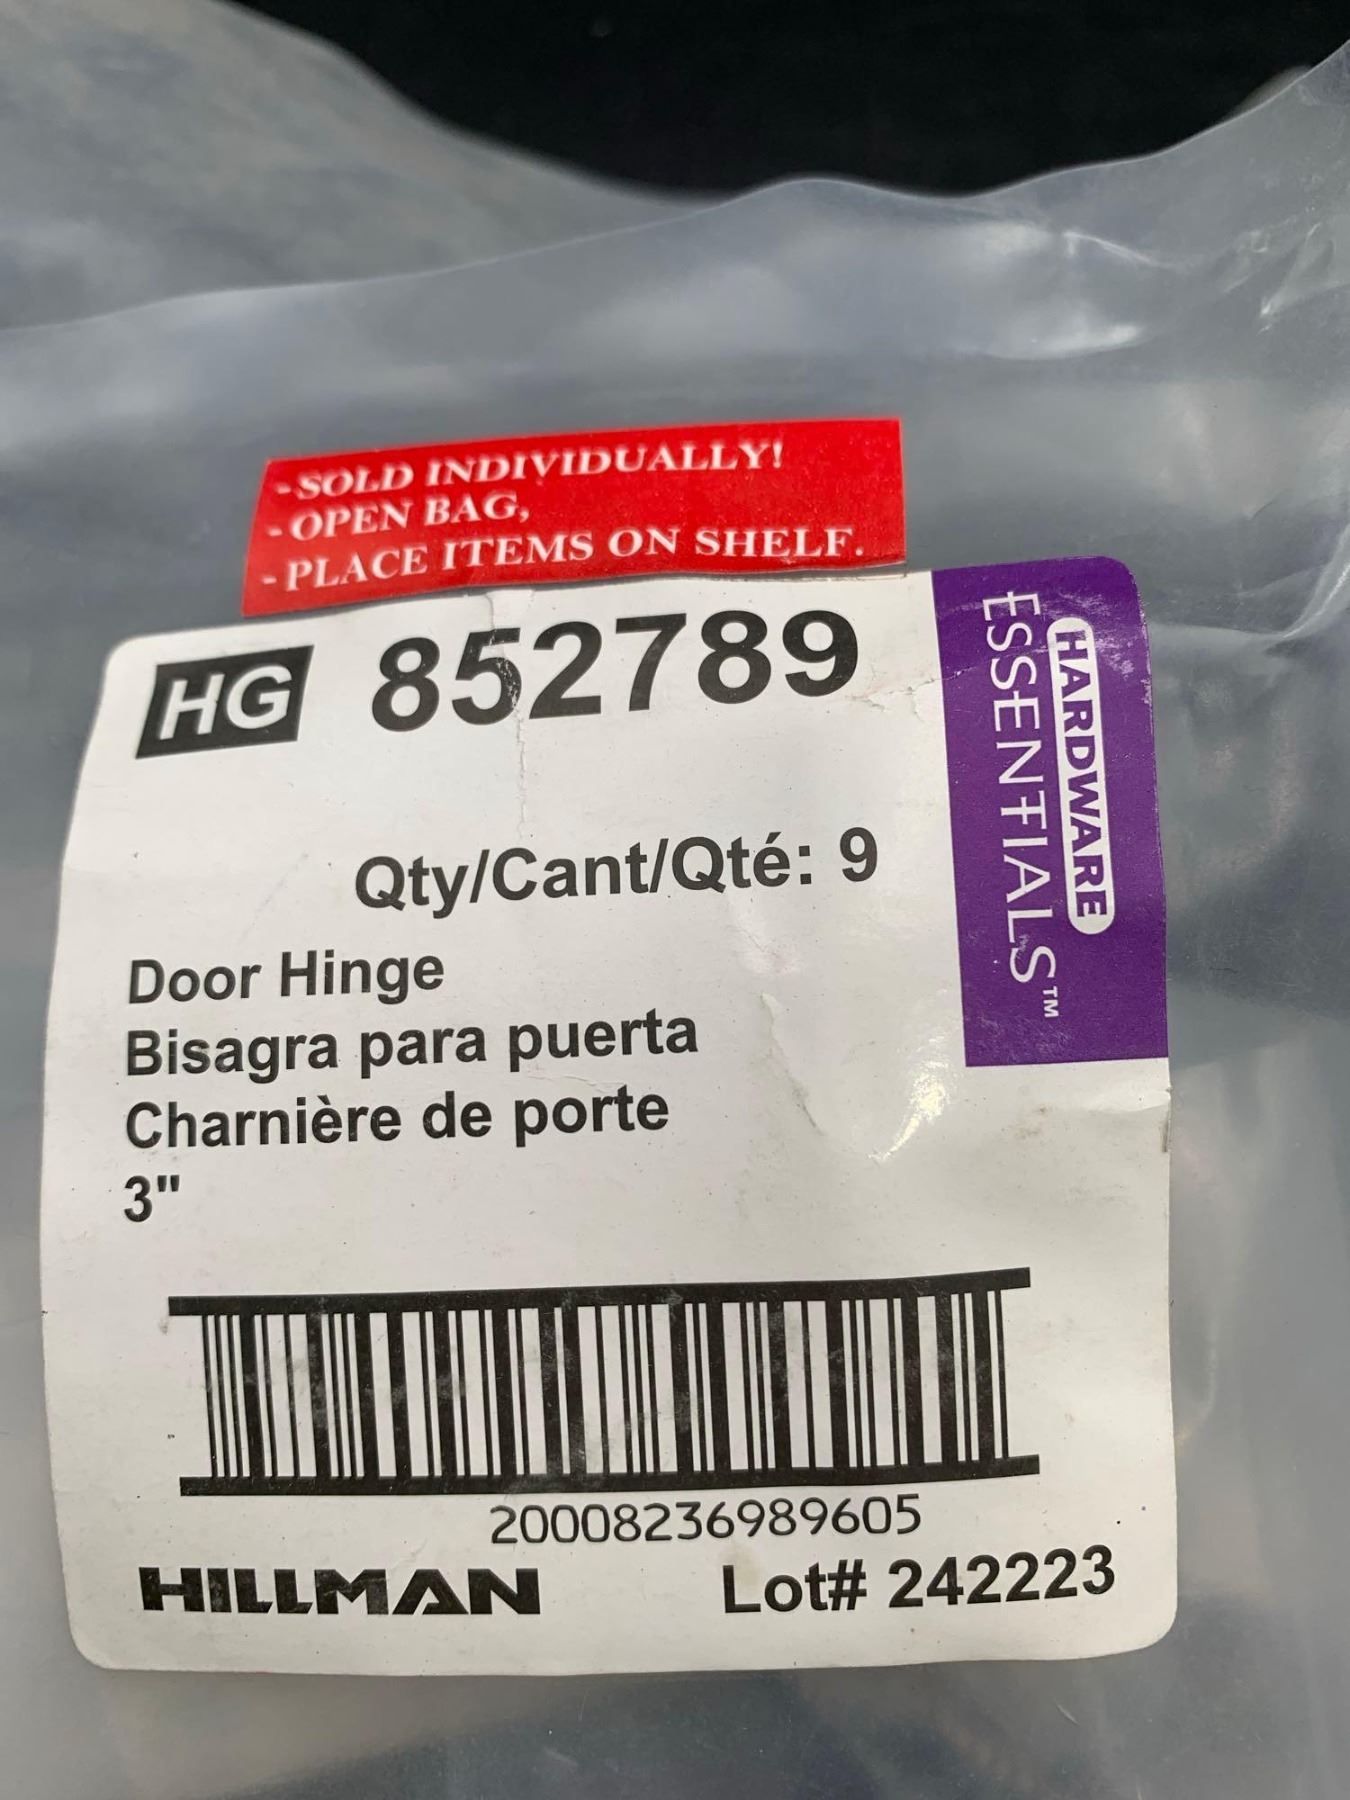 -SOLD INDIVIDUALLY!
-OPEN BAG,
-PLACE ITEMS ON SHELF.
HG 852789
HARDWARE
ESSENTIALS™
Qty/Cant/Qté: 9
Door Hinge
Bisagra para puerta
Charnière de porte
3"
20008236989605
HILLMAN Lot# 242223